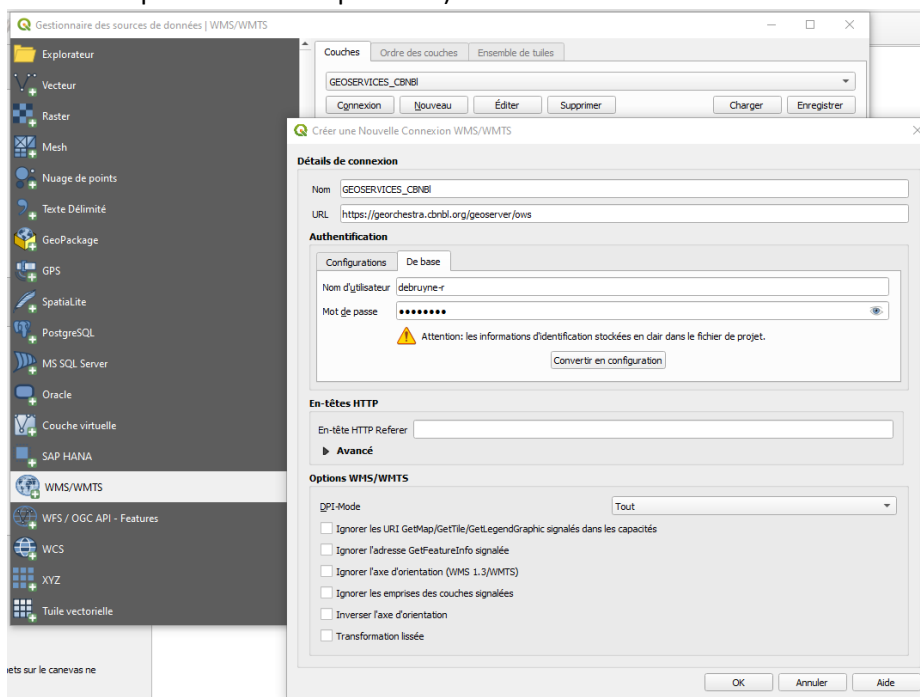 Gestionnaire des sources de données | WMS/WMTS
Explorateur
Vecteur
Raster
Mesh
Nuage de points
Texte Délimité
GeoPackage
GPS
SpatiaLite
PostgreSQL
MS SQL Server
Oracle
Couche virtuelle
SAP HANA
WMS/WMTS
WFS / OGC API - Features
WCS
XYZ
Tuile vectorielle
Couches Ordre des couches Ensemble de tuiles
GEOSERVICES_CBNBl
Connexion Nouveau Éditer Supprimer Charger Enregistrer
Créer une Nouvelle Connexion WMS/WMTS
Détails de connexion
Nom GEOSERVICES_CBNBl
URL https://georchestra.cbnbl.org/geoserver/ows
Authentification
Configurations De base
Nom d'utilisateur debruyne-r
Mot de passe ••••••••
Attention: les informations d'identification stockées en clair dans le fichier de projet.
Convertir en configuration
En-têtes HTTP
En-tête HTTP Referer
Avancé
Options WMS/WMTS
DPI-Mode Tout
Ignorer les URI GetMap/GetTile/GetLegendGraphic signalés dans les capacités
Ignorer l'adresse GetFeatureInfo signalée
Ignorer l'axe d'orientation (WMS 1.3/WMTS)
Ignorer les emprises des couches signalées
Inverser l'axe d'orientation
Transformation lissée
OK Annuler Aide
ets sur le canevas ne